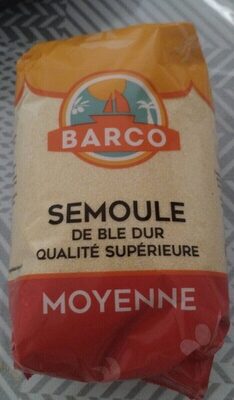 BARCO
SEMOULE
DE BLE DUR
QUALITÉ SUPÉRIEURE
MOYENNE